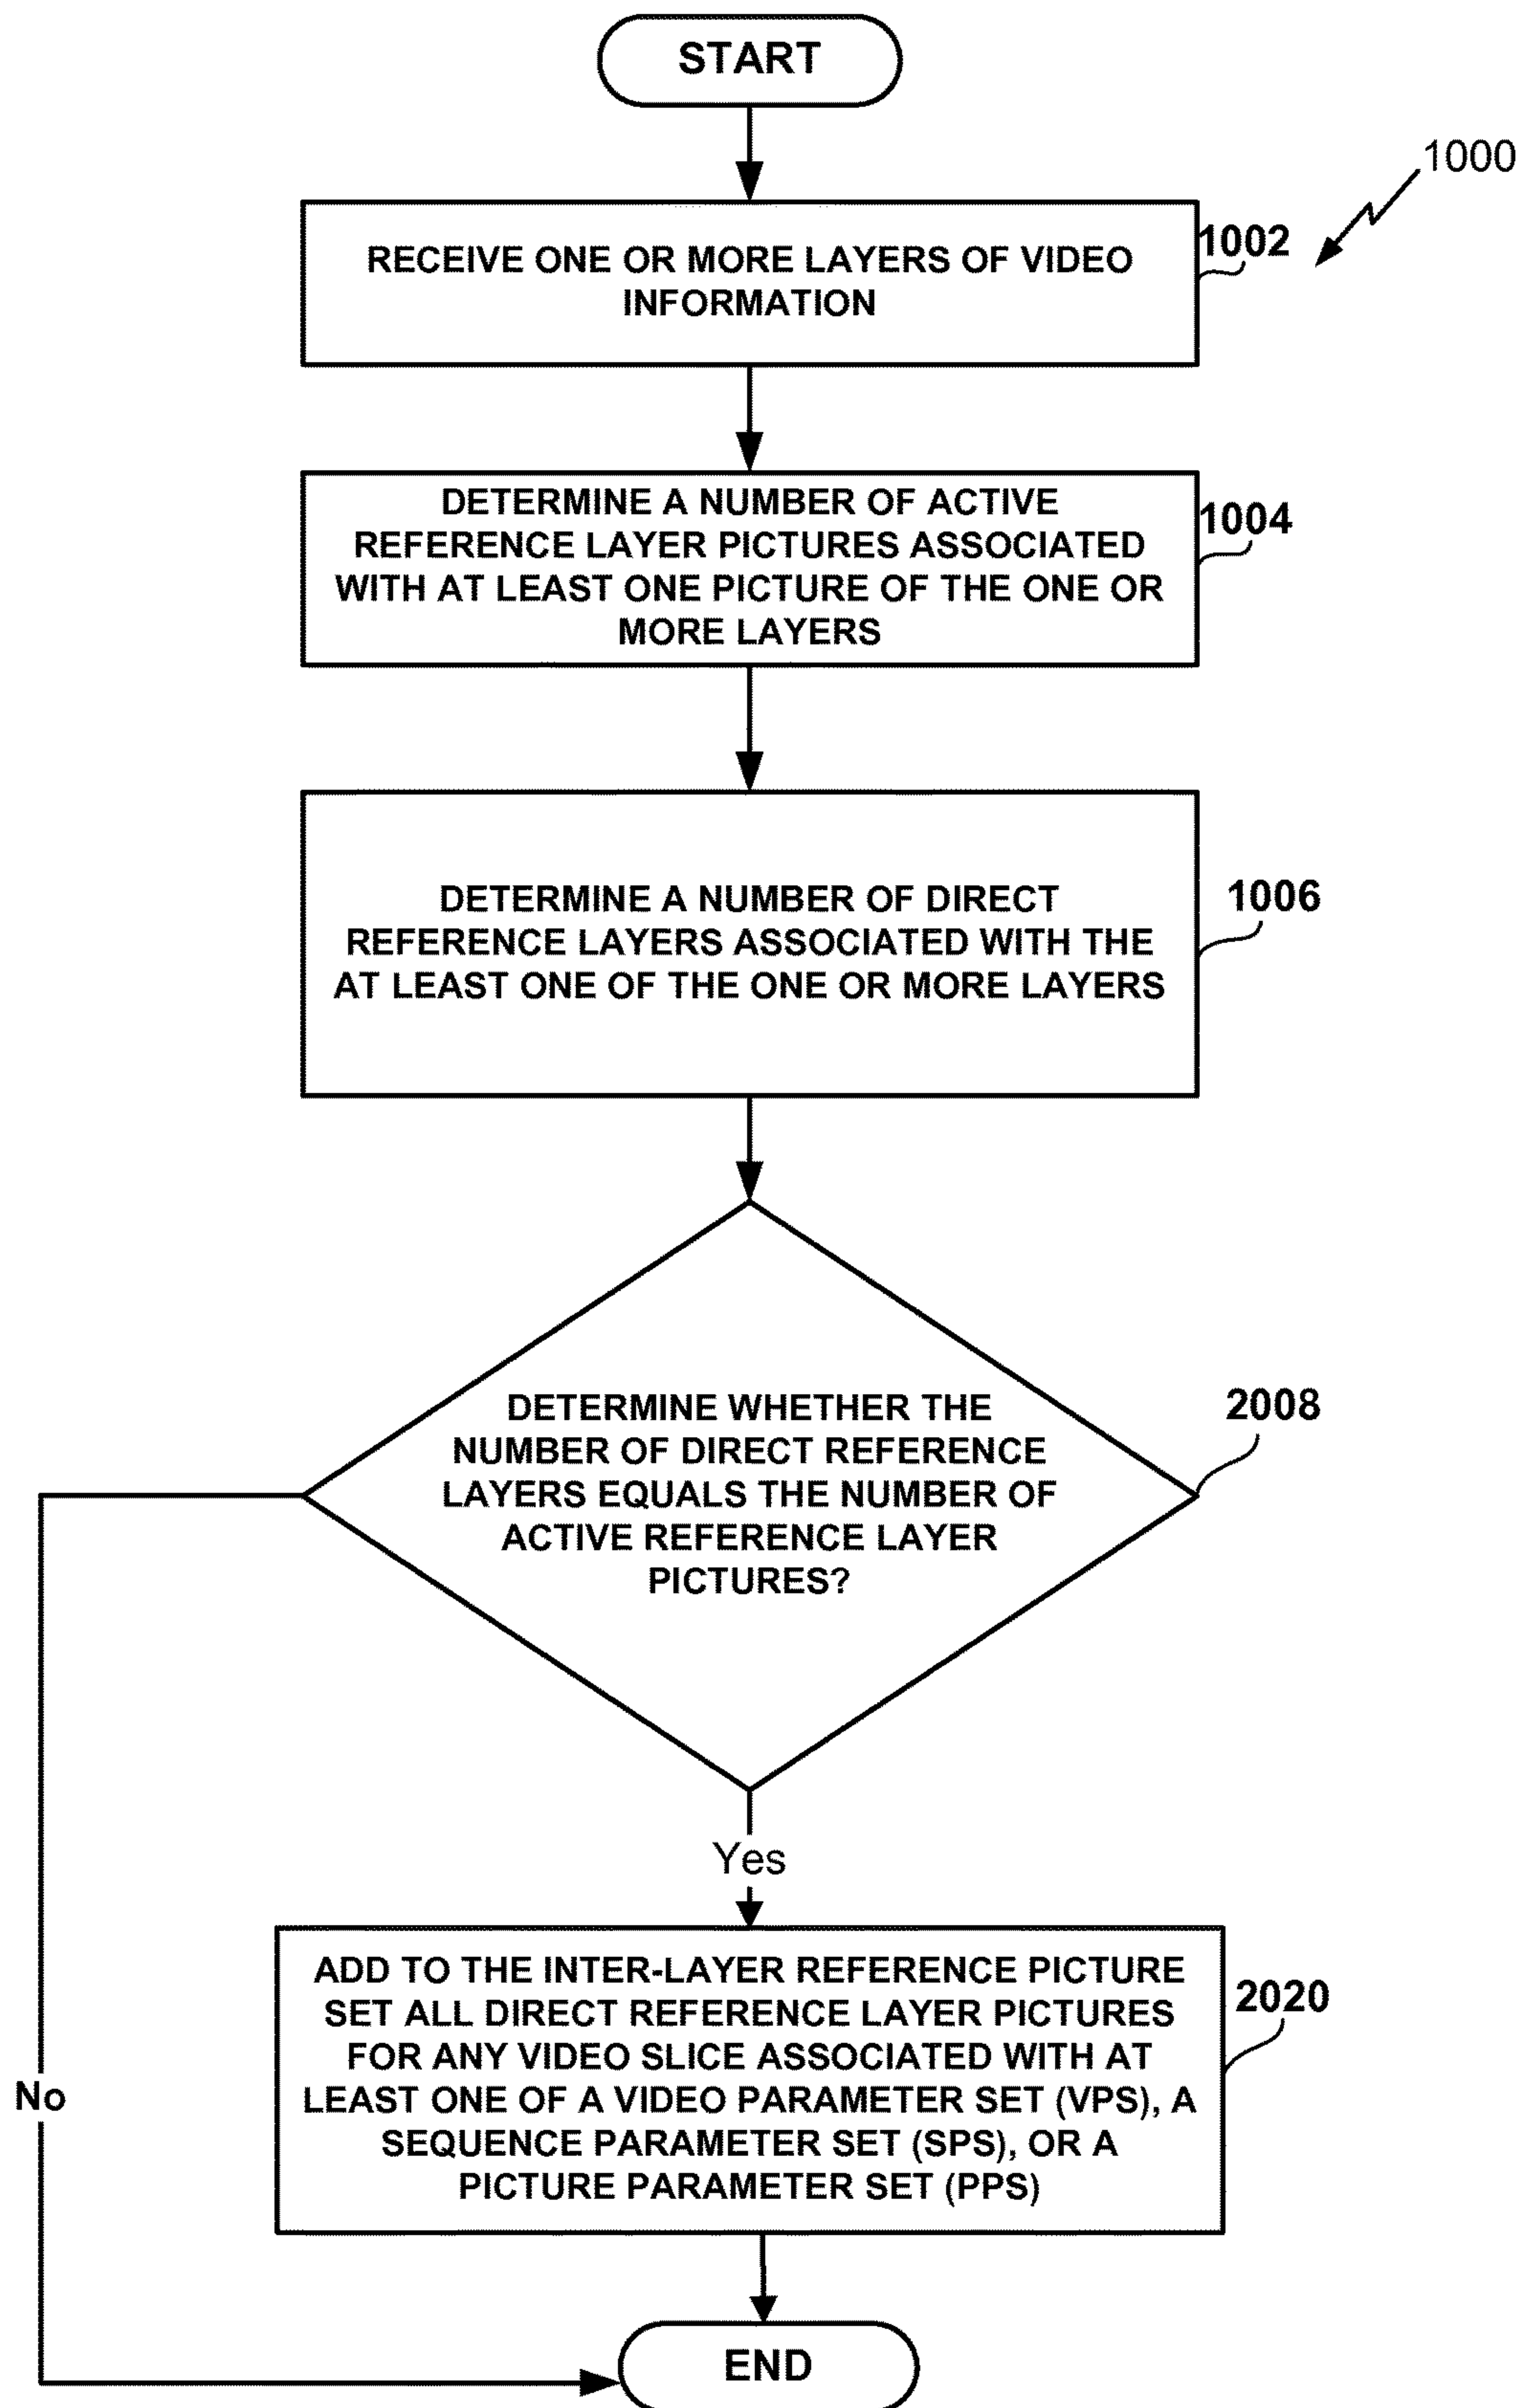 START
1000
RECEIVE ONE OR MORE LAYERS OF VIDEO
INFORMATION
1002
DETERMINE A NUMBER OF ACTIVE
REFERENCE LAYER PICTURES ASSOCIATED
WITH AT LEAST ONE PICTURE OF THE ONE OR
MORE LAYERS
1004
DETERMINE A NUMBER OF DIRECT
REFERENCE LAYERS ASSOCIATED WITH THE
AT LEAST ONE OF THE ONE OR MORE LAYERS
1006
DETERMINE WHETHER THE
NUMBER OF DIRECT REFERENCE
LAYERS EQUALS THE NUMBER OF
ACTIVE REFERENCE LAYER
PICTURES?
2008
Yes
ADD TO THE INTER-LAYER REFERENCE PICTURE
SET ALL DIRECT REFERENCE LAYER PICTURES
FOR ANY VIDEO SLICE ASSOCIATED WITH AT
LEAST ONE OF A VIDEO PARAMETER SET (VPS), A
SEQUENCE PARAMETER SET (SPS), OR A
PICTURE PARAMETER SET (PPS)
2020
No
END